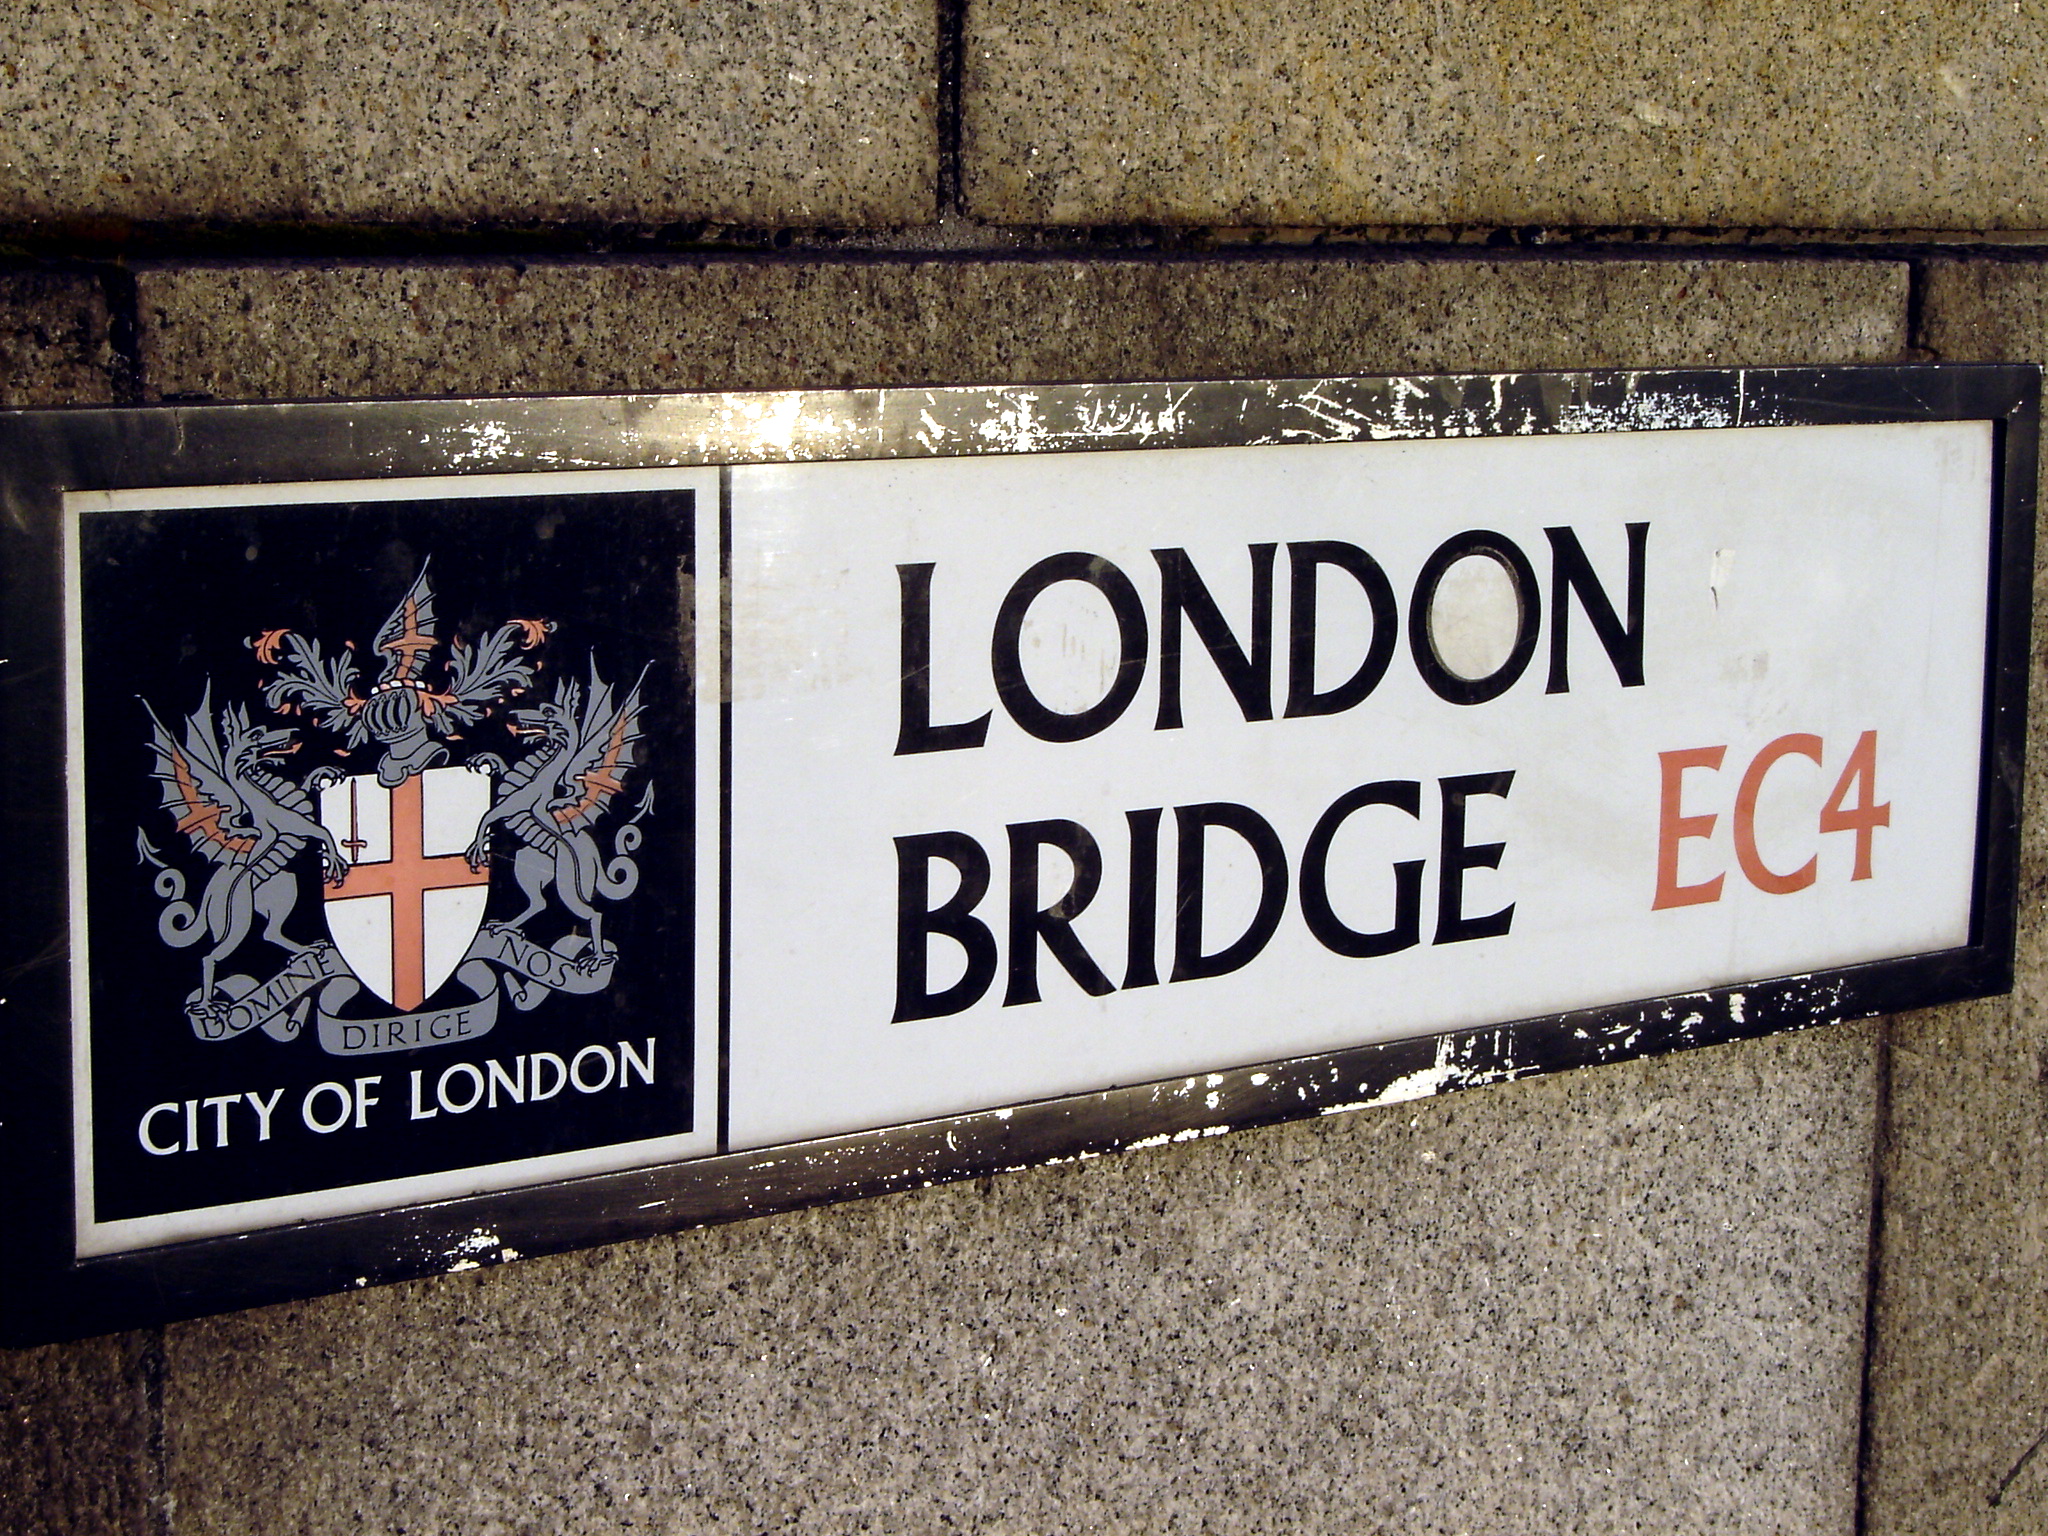 DOMINE DIRIGE NOS
CITY OF LONDON
LONDON
BRIDGE EC4